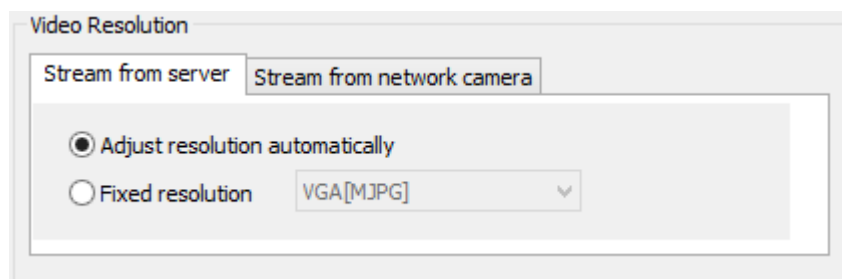 Video Resolution
Stream from server Stream from network camera
Adjust resolution automatically
Fixed resolution VGA[MJPG]